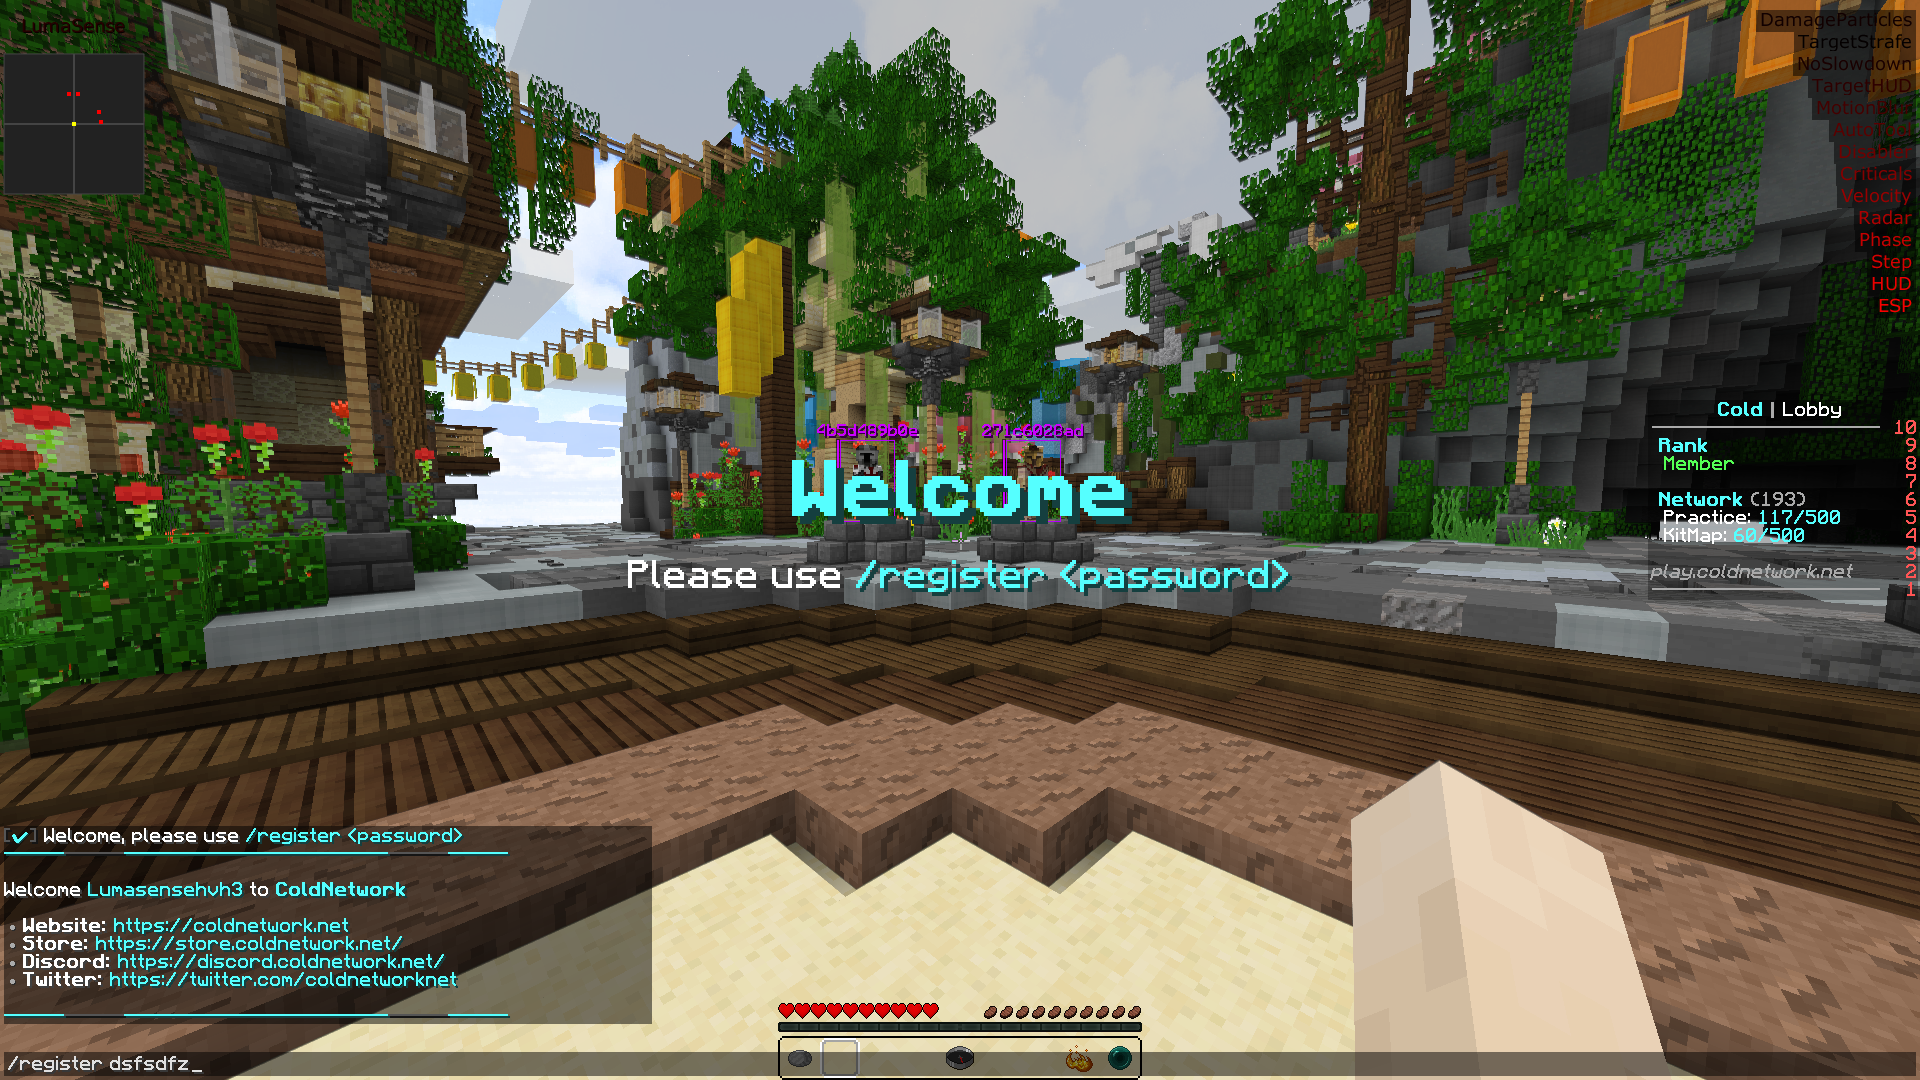 LumaSense
DamageParticles
TargetStrafe
NoSlowdown
TargetHUD
MotionBlur
AutoTool
Disabler
Criticals
Velocity
Radar
Phase
Step
HUD
ESP
4b5d489b0e
271c6028ad
Welcome
Please use /register <password>
Cold | Lobby
10
Rank
9
Member
8
7
Network (193)
6
Practice: 117/500
5
KitMap: 60/500
4
3
play.coldnetwork.net
2
1
[✔] Welcome, please use /register <password>
Welcome Lumasensehvh3 to ColdNetwork
• Website: https://coldnetwork.net
• Store: https://store.coldnetwork.net/
• Discord: https://discord.coldnetwork.net/
• Twitter: https://twitter.com/coldnetworknet
/register dsfsdfz_